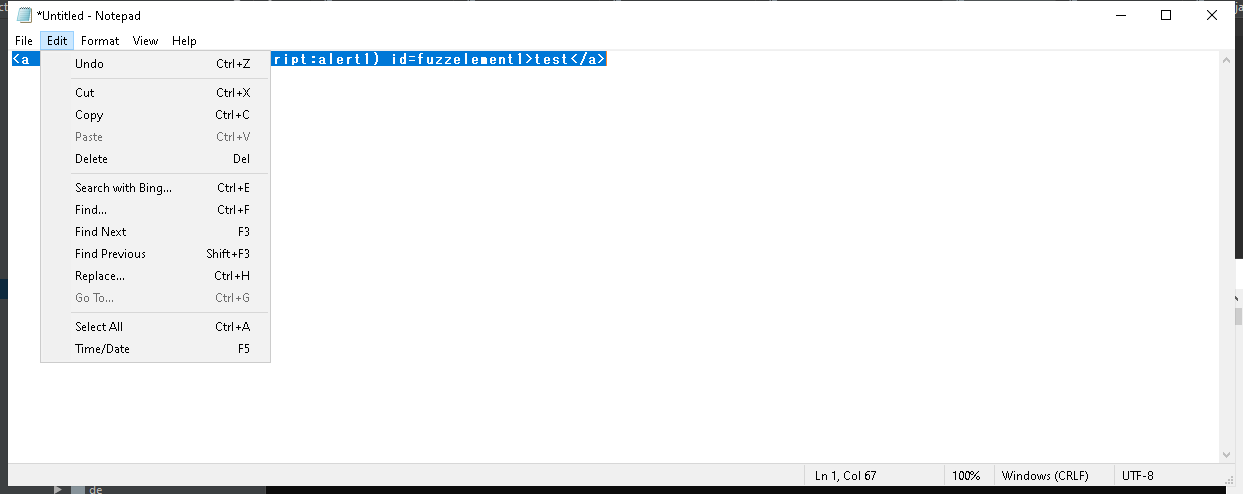 *Untitled - Notepad
File Edit Format View Help
<a ript:alert1) id=fuzzelement1>test</a>
Undo Ctrl+Z
Cut Ctrl+X
Copy Ctrl+C
Paste Ctrl+V
Delete Del
Search with Bing... Ctrl+E
Find... Ctrl+F
Find Next F3
Find Previous Shift+F3
Replace... Ctrl+H
Go To... Ctrl+G
Select All Ctrl+A
Time/Date F5
Ln 1, Col 67 100% Windows (CRLF) UTF-8
de